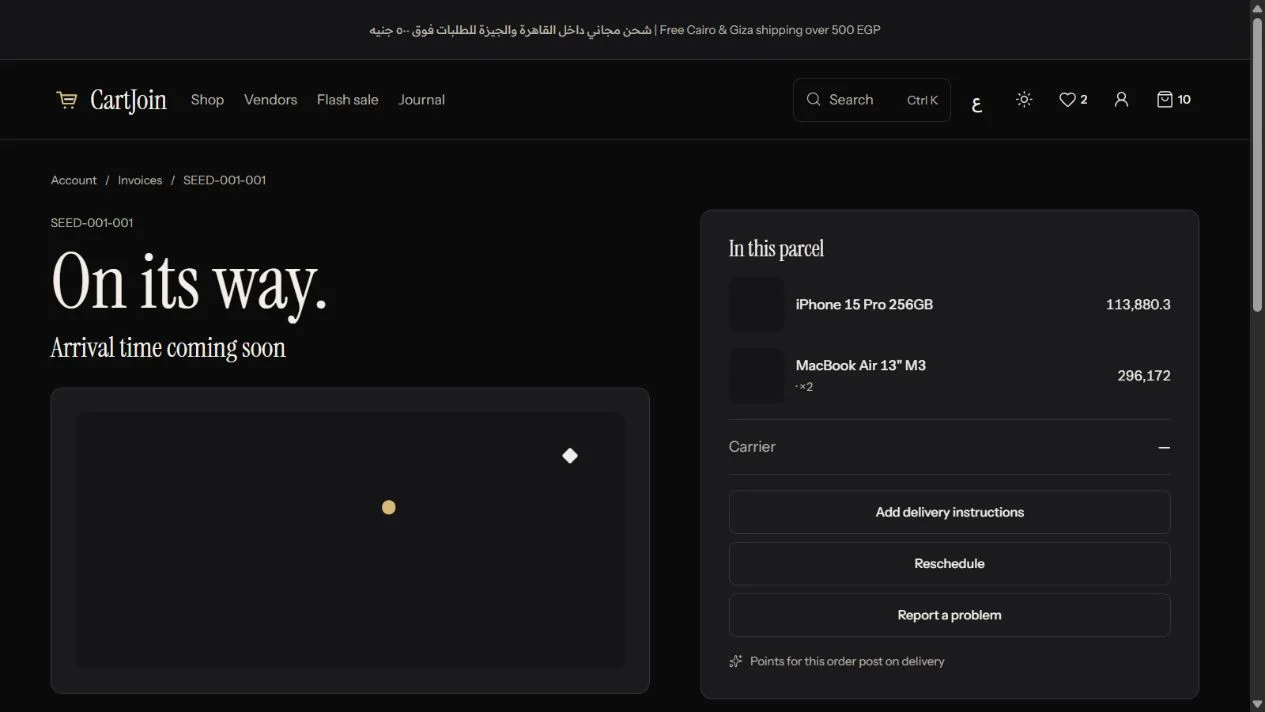 شحن مجاني داخل القاهرة والجيزة للطلبات فوق ٥٠٠ جنيه | Free Cairo & Giza shipping over 500 EGP
CartJoin Shop Vendors Flash sale Journal Search Ctrl K ع 2 10
Account / Invoices / SEED-001-001
SEED-001-001
On its way.
Arrival time coming soon
In this parcel
iPhone 15 Pro 256GB 113,880.3
MacBook Air 13" M3 296,172
· ×2
Carrier —
Add delivery instructions
Reschedule
Report a problem
Points for this order post on delivery